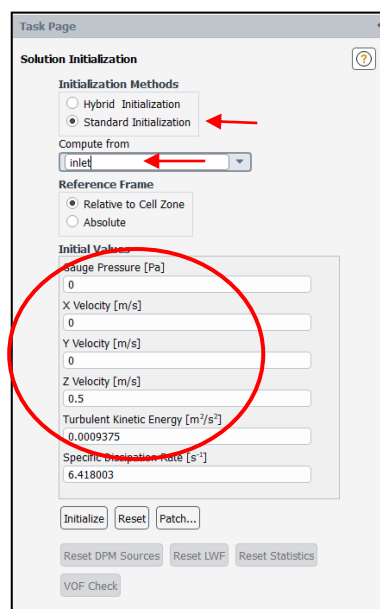 Task Page
Solution Initialization
?
Initialization Methods
Hybrid Initialization
Standard Initialization
Compute from
inlet
Reference Frame
Relative to Cell Zone
Absolute
Initial Values
Gauge Pressure [Pa]
0
X Velocity [m/s]
0
Y Velocity [m/s]
0
Z Velocity [m/s]
0.5
Turbulent Kinetic Energy [m²/s²]
0.0009375
Specific Dissipation Rate [s⁻¹]
6.418003
Initialize Reset Patch...
Reset DPM Sources Reset LWF Reset Statistics
VOF Check